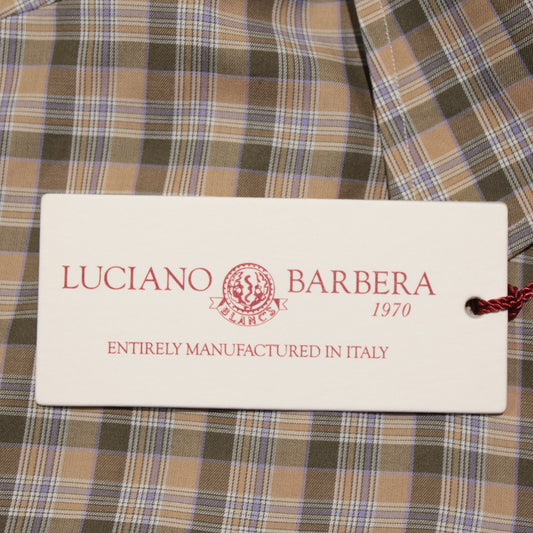 LUCIANO BARBERA
1970
BLANCS
ENTIRELY MANUFACTURED IN ITALY